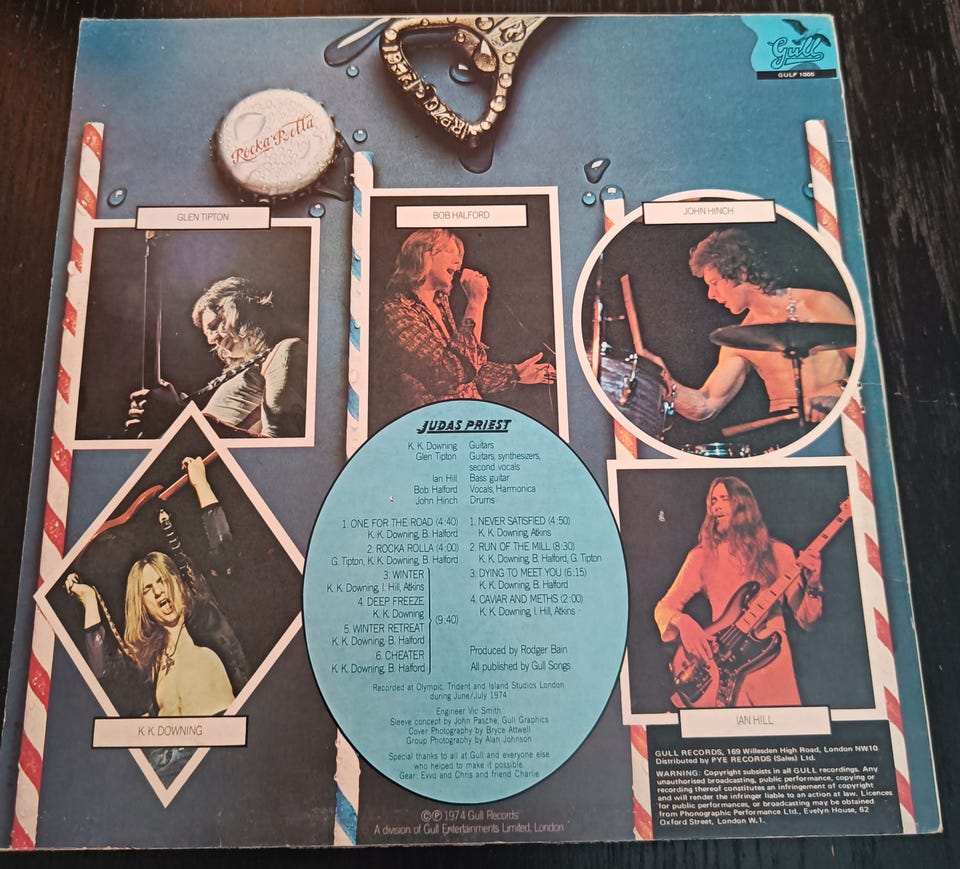 Gull
GULP 1005
Rocka Rolla
GLEN TIPTON
BOB HALFORD
JOHN HINCH
JUDAS PRIEST
K. K. Downing Guitars
Glen Tipton Guitars, synthesizers,
second vocals
Ian Hill Bass guitar
Bob Halford Vocals, Harmonica
John Hinch Drums
1. ONE FOR THE ROAD (4:40)
K. K. Downing, B. Halford
2. ROCKA ROLLA (4:00)
G. Tipton, K. K. Downing, B. Halford
3. WINTER
K. K. Downing, I. Hill, Atkins
4. DEEP FREEZE
K. K. Downing
(9:40)
5. WINTER RETREAT
K. K. Downing, B. Halford
6. CHEATER
K. K. Downing, B. Halford
1. NEVER SATISFIED (4:50)
K. K. Downing, Atkins
2. RUN OF THE MILL (8:30)
K. K. Downing, B. Halford, G. Tipton
3. DYING TO MEET YOU (6:15)
K. K. Downing, B. Halford
4. CAVIAR AND METHS (2:00)
K. K. Downing, I. Hill, Atkins
Produced by Rodger Bain
All published by Gull Songs
Recorded at Olympic, Trident and Island Studios London
during June/July 1974
Engineer Vic Smith
Sleeve concept by John Pasche, Gull Graphics
Cover Photography by Bryce Attwell
Group Photography by Alan Johnson
Special thanks to all at Gull and everyone else
who helped to make it possible.
Gear: Evvo and Chris and friend Charlie
K. K. DOWNING
IAN HILL
GULL RECORDS, 169 Willesden High Road, London NW10
Distributed by PYE RECORDS (Sales) Ltd.
WARNING: Copyright subsists in all GULL recordings. Any
unauthorised broadcasting, public performance, copying or
recording thereof constitutes an infringement of copyright
and will render the infringer liable to an action at law. Licences
for public performances, or broadcasting may be obtained
from Phonographic Performance Ltd., Evelyn House, 62
Oxford Street, London W.1.
©Ⓟ 1974 Gull Records
A division of Gull Entertainments Limited, London